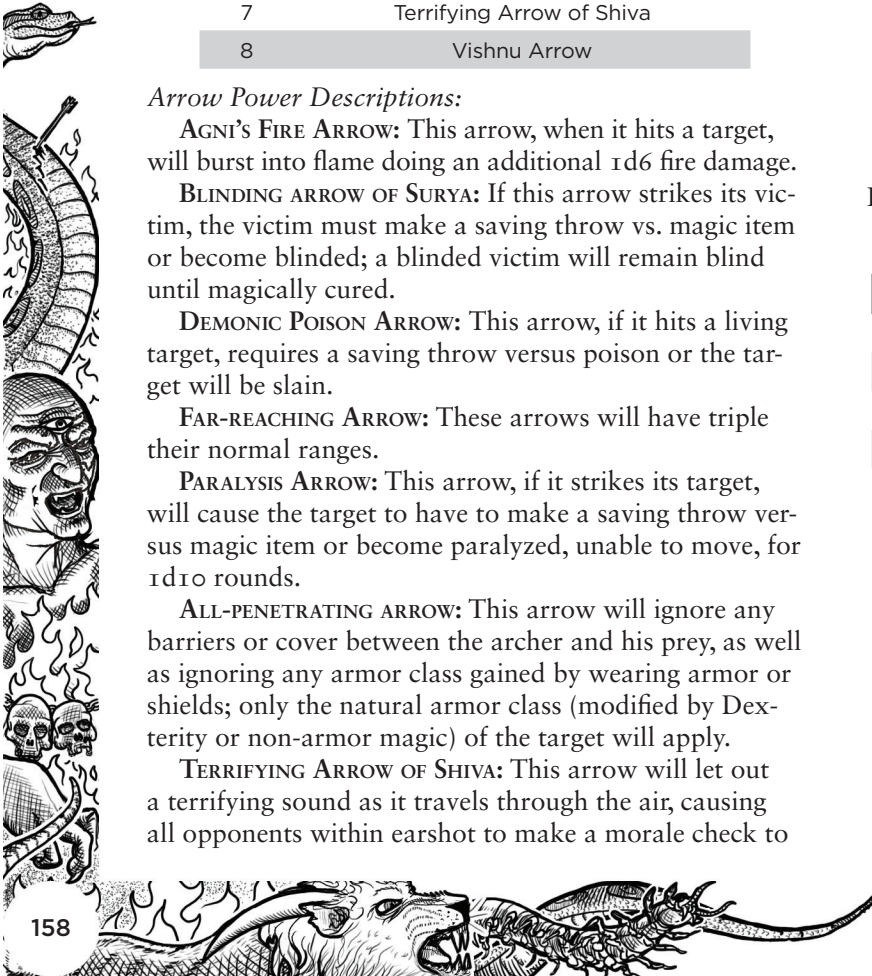 7 Terrifying Arrow of Shiva
8 Vishnu Arrow
Arrow Power Descriptions:
Agni's Fire Arrow: This arrow, when it hits a target,
will burst into flame doing an additional 1d6 fire damage.
Blinding arrow of Surya: If this arrow strikes its vic-
tim, the victim must make a saving throw vs. magic item
or become blinded; a blinded victim will remain blind
until magically cured.
Demonic Poison Arrow: This arrow, if it hits a living
target, requires a saving throw versus poison or the tar-
get will be slain.
Far-reaching Arrow: These arrows will have triple
their normal ranges.
Paralysis Arrow: This arrow, if it strikes its target,
will cause the target to have to make a saving throw ver-
sus magic item or become paralyzed, unable to move, for
1d10 rounds.
All-penetrating arrow: This arrow will ignore any
barriers or cover between the archer and his prey, as well
as ignoring any armor class gained by wearing armor or
shields; only the natural armor class (modified by Dex-
terity or non-armor magic) of the target will apply.
Terrifying Arrow of Shiva: This arrow will let out
a terrifying sound as it travels through the air, causing
all opponents within earshot to make a morale check to
158